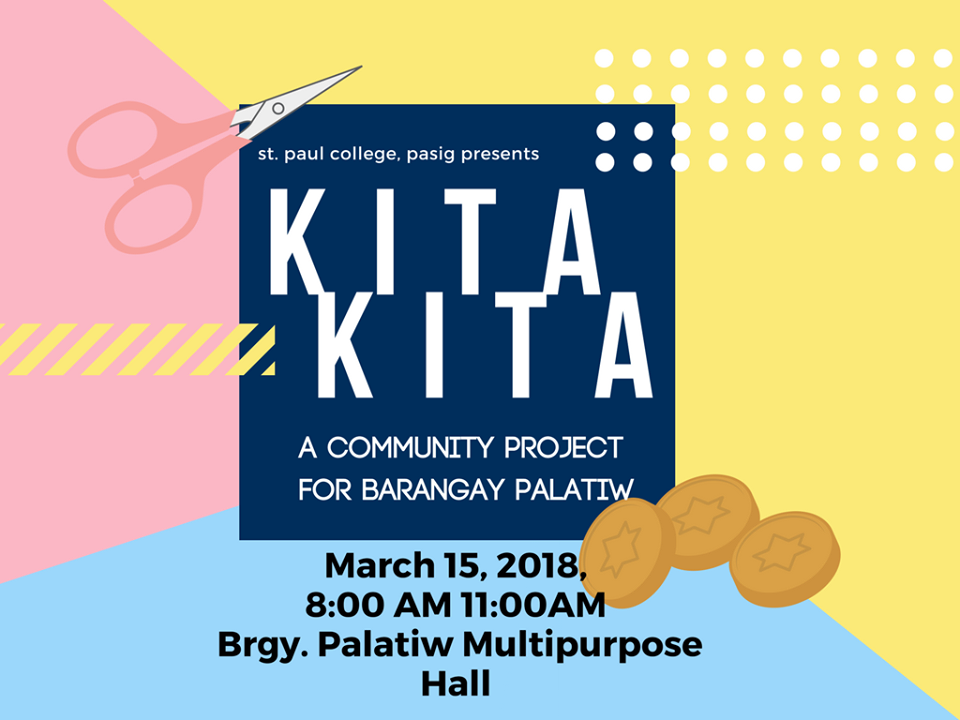 st. paul college, pasig presents
KITA
KITA
A COMMUNITY PROJECT
FOR BARANGAY PALATIW
March 15, 2018,
8:00 AM 11:00AM
Brgy. Palatiw Multipurpose
Hall